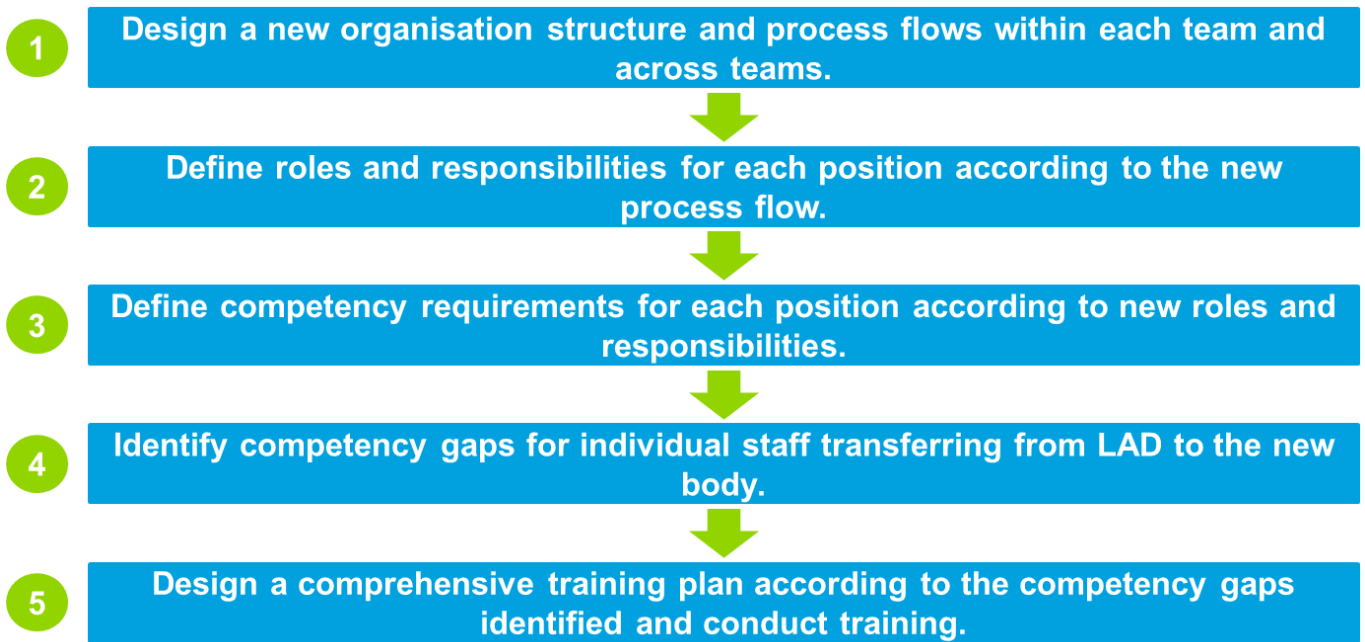 1
Design a new organisation structure and process flows within each team and
across teams.
2
Define roles and responsibilities for each position according to the new
process flow.
3
Define competency requirements for each position according to new roles and
responsibilities.
4
Identify competency gaps for individual staff transferring from LAD to the new
body.
5
Design a comprehensive training plan according to the competency gaps
identified and conduct training.